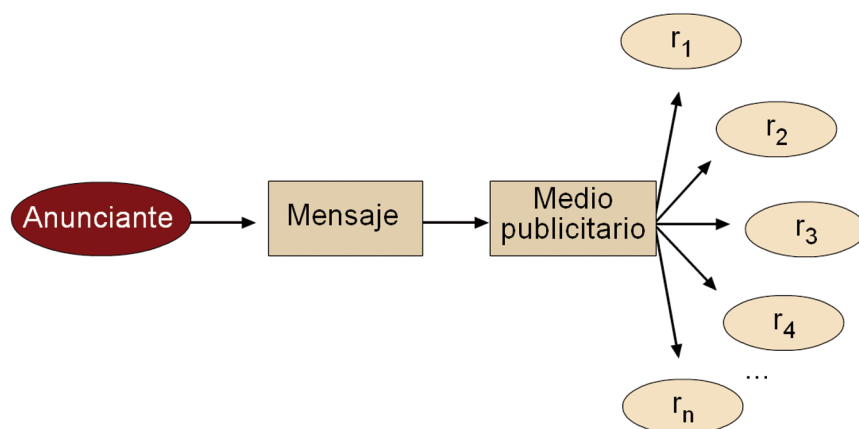 Anunciante
Mensaje
Medio
publicitario
r1
r2
r3
r4
...
rn